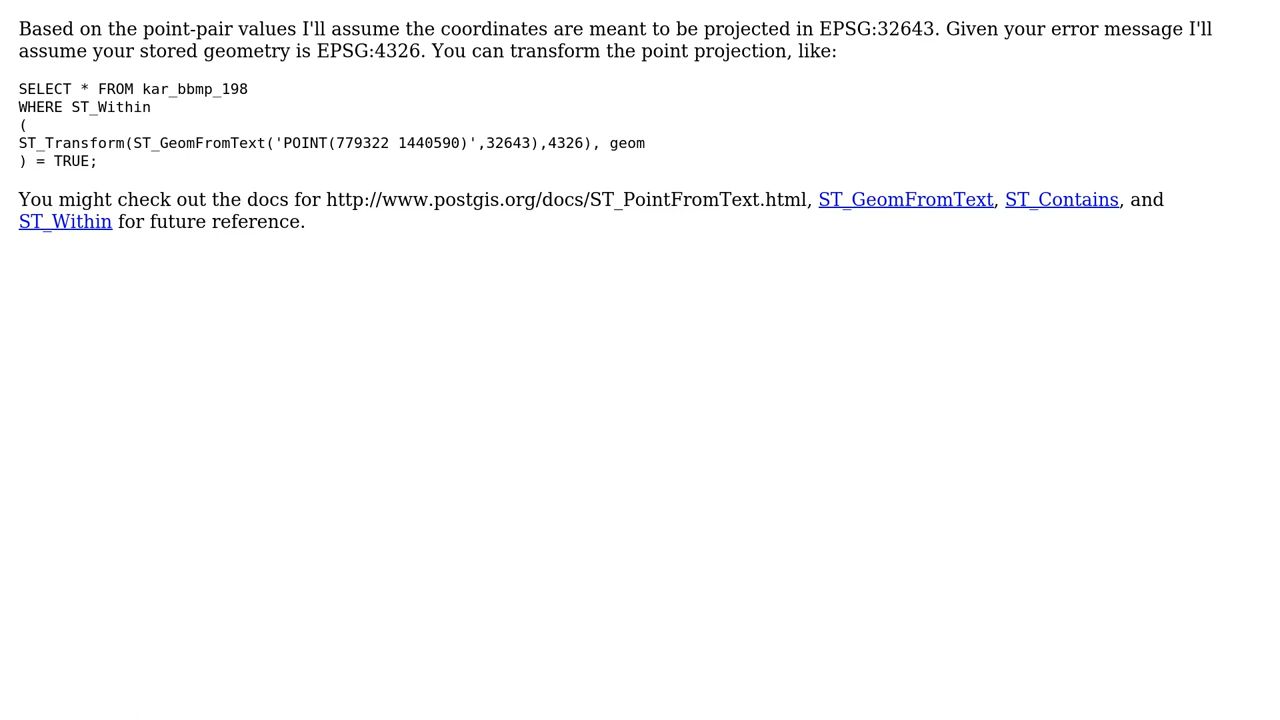 Based on the point-pair values I'll assume the coordinates are meant to be projected in EPSG:32643. Given your error message I'll
assume your stored geometry is EPSG:4326. You can transform the point projection, like:
SELECT * FROM kar_bbmp_198
WHERE ST_Within
(
ST_Transform(ST_GeomFromText('POINT(779322 1440590)',32643),4326), geom
) = TRUE;
You might check out the docs for http://www.postgis.org/docs/ST_PointFromText.html, ST_GeomFromText, ST_Contains, and
ST_Within for future reference.